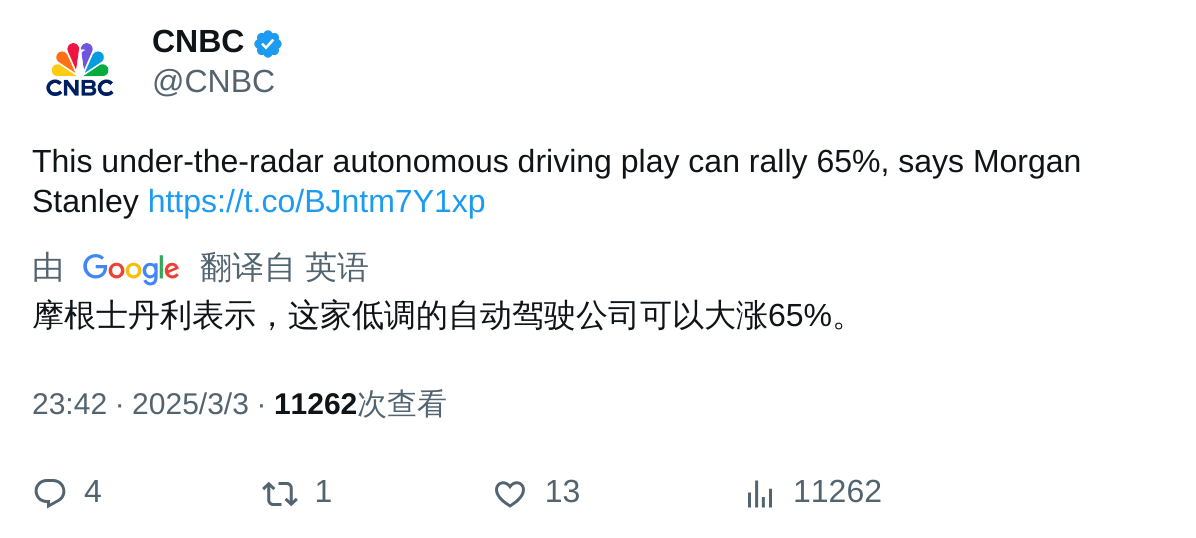 CNBC
CNBC
@CNBC
This under-the-radar autonomous driving play can rally 65%, says Morgan
Stanley https://t.co/BJntm7Y1xp
由 Google 翻译自 英语
摩根士丹利表示，这家低调的自动驾驶公司可以大涨65%。
23:42 · 2025/3/3 · 11262次查看
4 1 13 11262